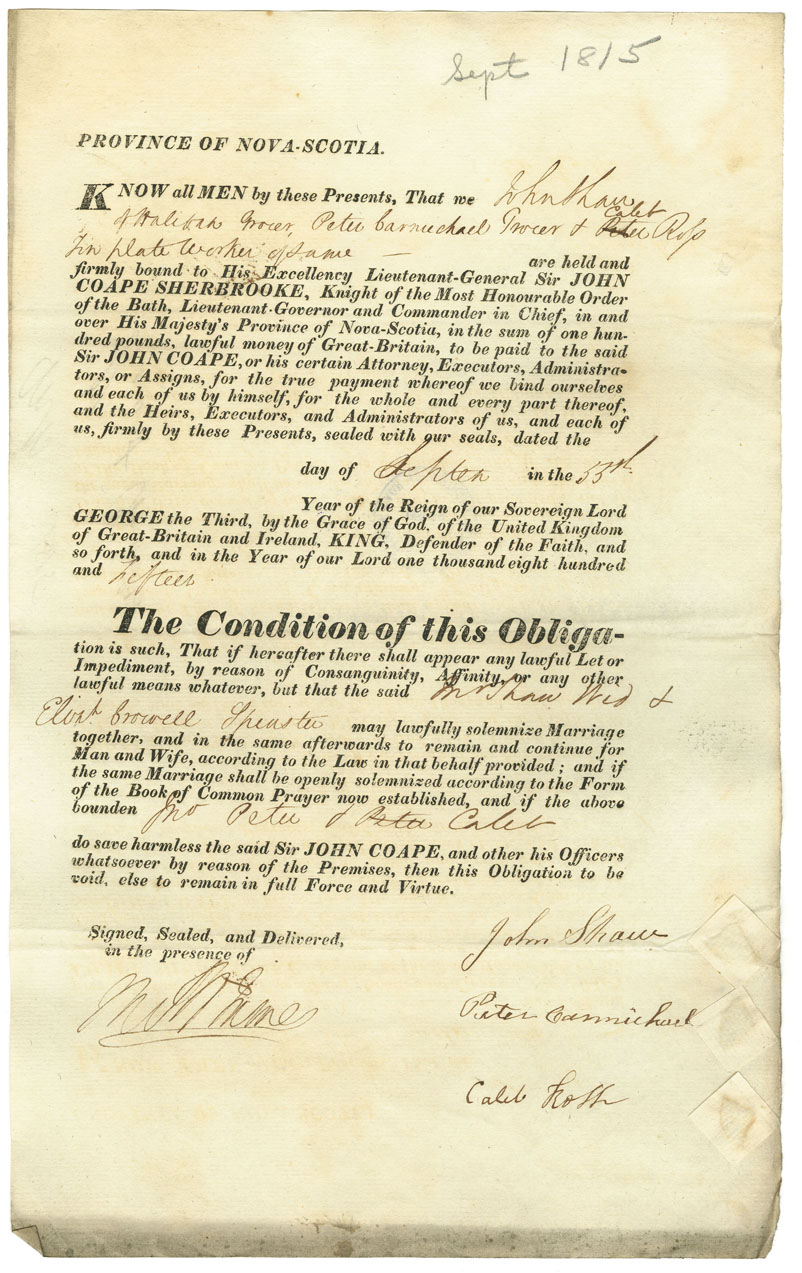 Sept 1815
PROVINCE OF NOVA-SCOTIA.
KNOW all MEN by these Presents, That we John Shaw
of Halifax Grocer, Peter Carmichael Grocer & Peter Caleb Ross
Tin plate Worker of same —
are held and
firmly bound to His Excellency Lieutenant-General Sir JOHN
COAPE SHERBROOKE, Knight of the Most Honourable Order
of the Bath, Lieutenant-Governor and Commander in Chief, in and
over His Majesty's Province of Nova-Scotia, in the sum of one hun-
dred pounds, lawful money of Great-Britain, to be paid to the said
Sir JOHN COAPE, or his certain Attorney, Executors, Administra-
tors, or Assigns, for the true payment whereof we bind ourselves
and each of us by himself, for the whole and every part thereof,
and the Heirs, Executors, and Administrators of us, and each of
us, firmly by these Presents, sealed with our seals, dated the
day of Septem in the 55th
Year of the Reign of our Sovereign Lord
GEORGE the Third, by the Grace of God, of the United Kingdom
of Great-Britain and Ireland, KING, Defender of the Faith, and
so forth, and in the Year of our Lord one thousand eight hundred
and fifteen
The Condition of this Obliga-
tion is such, That if hereafter there shall appear any lawful Let or
Impediment, by reason of Consanguinity, Affinity, or any other
lawful means whatever, but that the said Jno Shaw Wid &
Elizat Crowell Spinster may lawfully solemnize Marriage
together, and in the same afterwards to remain and continue for
Man and Wife, according to the Law in that behalf provided; and if
the same Marriage shall be openly solemnized according to the Form
of the Book of Common Prayer now established, and if the above
bounden Jno Peter & Peter Caleb
do save harmless the said Sir JOHN COAPE, and other his Officers
whatsoever by reason of the Premises, then this Obligation to be
void, else to remain in full Force and Virtue.
Signed, Sealed, and Delivered,
in the presence of
John Shaw
Peter Carmichael
Caleb Ross